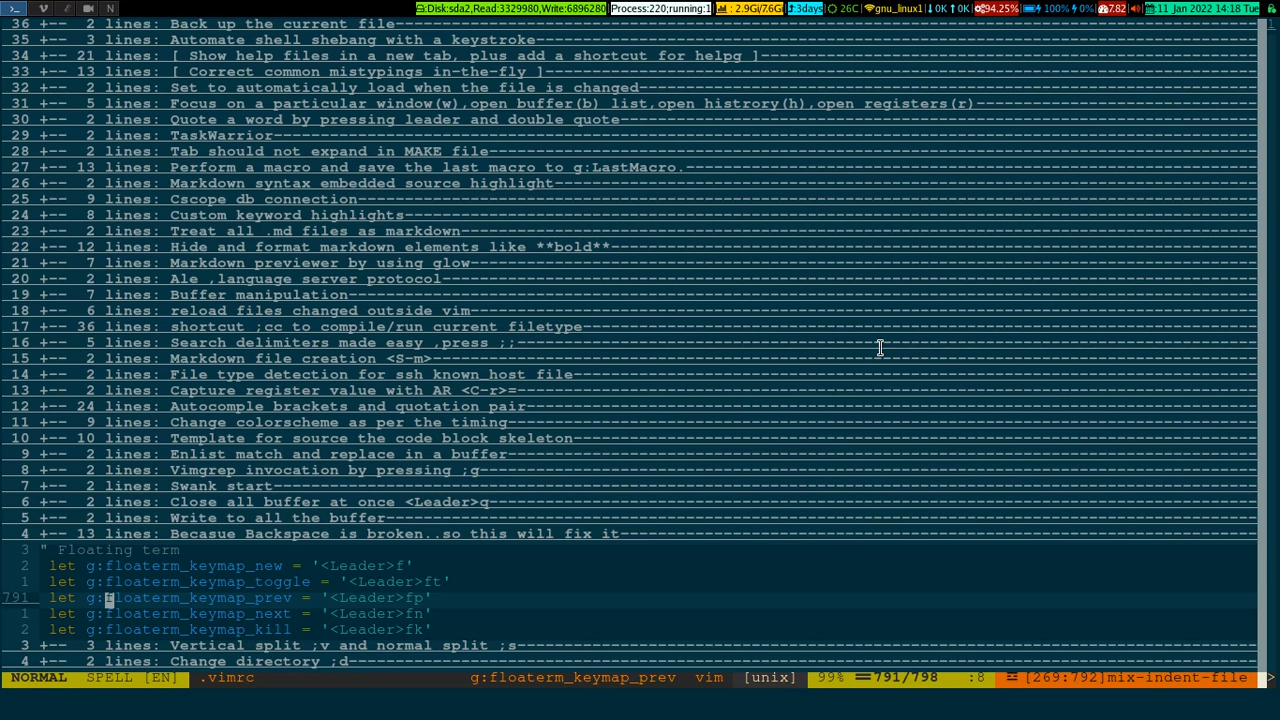 N Disk:sda2,Read:3329980,Write:6896280 Process:220;running:1 : 2.9Gi/7.6Gi :3days 26C gnu_linux1 0K 0K 94.25% 100% 0% 7.82 11 Jan 2022 14:18 Tue
36 +-- 2 lines: Back up the current file
35 +-- 3 lines: Automate shell shebang with a keystroke
34 +-- 21 lines: [ Show help files in a new tab, plus add a shortcut for helpg ]
33 +-- 13 lines: [ Correct common mistypings in-the-fly ]
32 +-- 2 lines: Set to automatically load when the file is changed
31 +-- 5 lines: Focus on a particular window(w),open buffer(b) list,open histrory(h),open registers(r)
30 +-- 2 lines: Quote a word by pressing leader and double quote
29 +-- 2 lines: TaskWarrior
28 +-- 2 lines: Tab should not expand in MAKE file
27 +-- 13 lines: Perform a macro and save the last macro to g:LastMacro.
26 +-- 2 lines: Markdown syntax embedded source highlight
25 +-- 9 lines: Cscope db connection
24 +-- 8 lines: Custom keyword highlights
23 +-- 2 lines: Treat all .md files as markdown
22 +-- 12 lines: Hide and format markdown elements like **bold**
21 +-- 7 lines: Markdown previewer by using glow
20 +-- 2 lines: Ale ,language server protocol
19 +-- 7 lines: Buffer manipulation
18 +-- 6 lines: reload files changed outside vim
17 +-- 36 lines: shortcut ;cc to compile/run current filetype
16 +-- 5 lines: Search delimiters made easy ,press ;;
15 +-- 2 lines: Markdown file creation <S-m>
14 +-- 2 lines: File type detection for ssh known_host file
13 +-- 2 lines: Capture register value with AR <C-r>=
12 +-- 24 lines: Autocomple brackets and quotation pair
11 +-- 9 lines: Change colorscheme as per the timing
10 +-- 10 lines: Template for source the code block skeleton
9 +-- 2 lines: Enlist match and replace in a buffer
8 +-- 2 lines: Vimgrep invocation by pressing ;g
7 +-- 2 lines: Swank start
6 +-- 2 lines: Close all buffer at once <Leader>q
5 +-- 2 lines: Write to all the buffer
4 +-- 13 lines: Becasue Backspace is broken..so this will fix it
3 " Floating term
2 let g:floaterm_keymap_new = '<Leader>f'
1 let g:floaterm_keymap_toggle = '<Leader>ft'
791 let g:floaterm_keymap_prev = '<Leader>fp'
1 let g:floaterm_keymap_next = '<Leader>fn'
2 let g:floaterm_keymap_kill = '<Leader>fk'
3 +-- 3 lines: Vertical split ;v and normal split ;s
4 +-- 2 lines: Change directory ;d
NORMAL SPELL [EN] .vimrc g:floaterm_keymap_prev vim [unix] 99% 791/798 :8 [269:792]mix-indent-file >